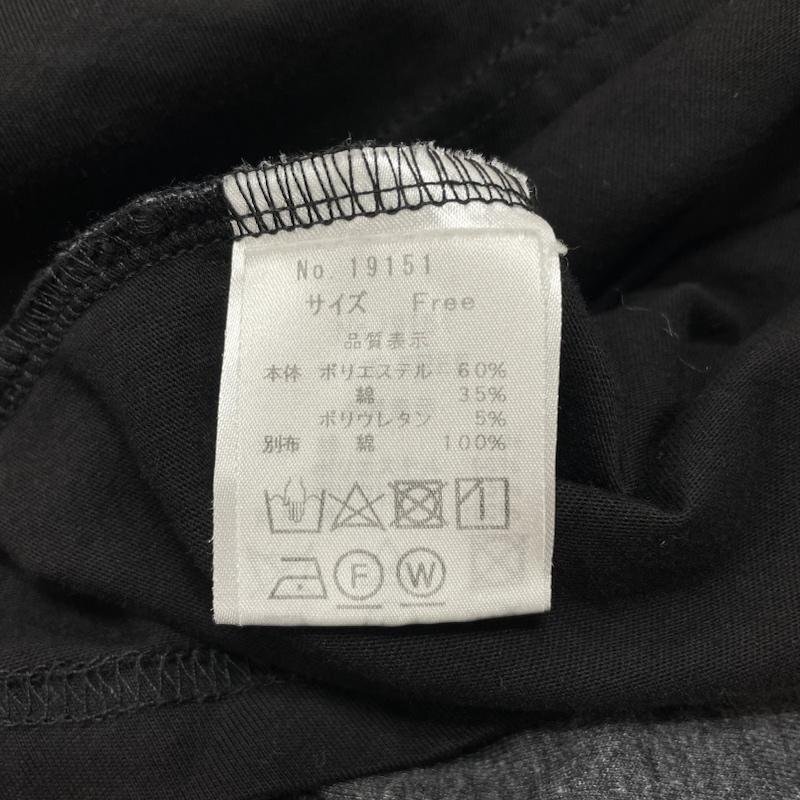 No. 19151
サイズ Free
品質表示
本体 ポリエステル 60%
綿 35%
ポリウレタン 5%
別布 綿 100%
F W